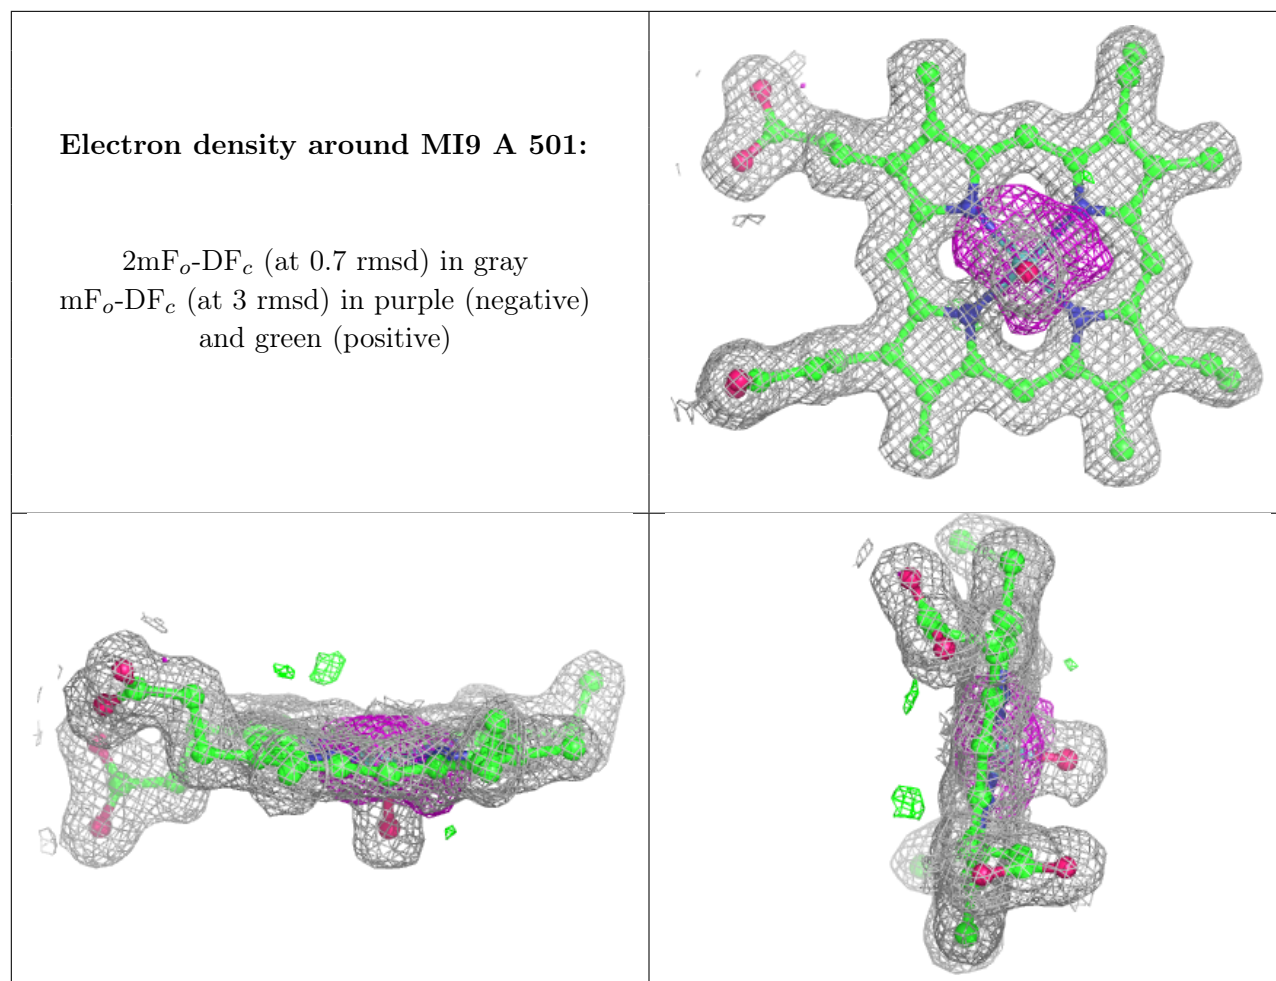 Electron density around MI9 A 501:
2mFo-DFc (at 0.7 rmsd) in gray
mFo-DFc (at 3 rmsd) in purple (negative)
and green (positive)